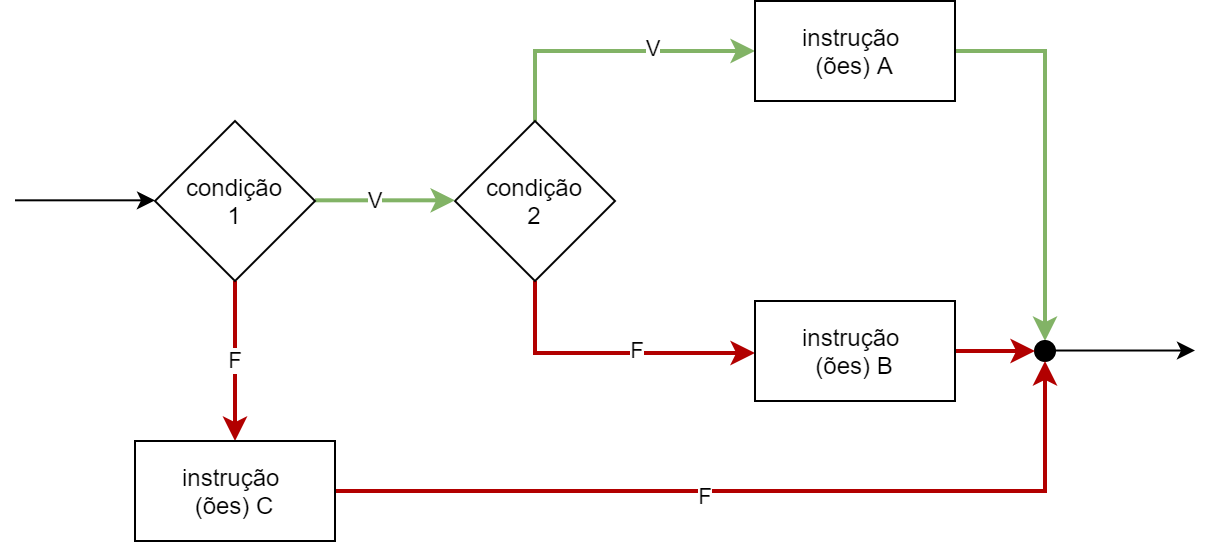 V
instrução
(ões) A
condição
1
V
condição
2
F
F
instrução
(ões) B
instrução
(ões) C
F